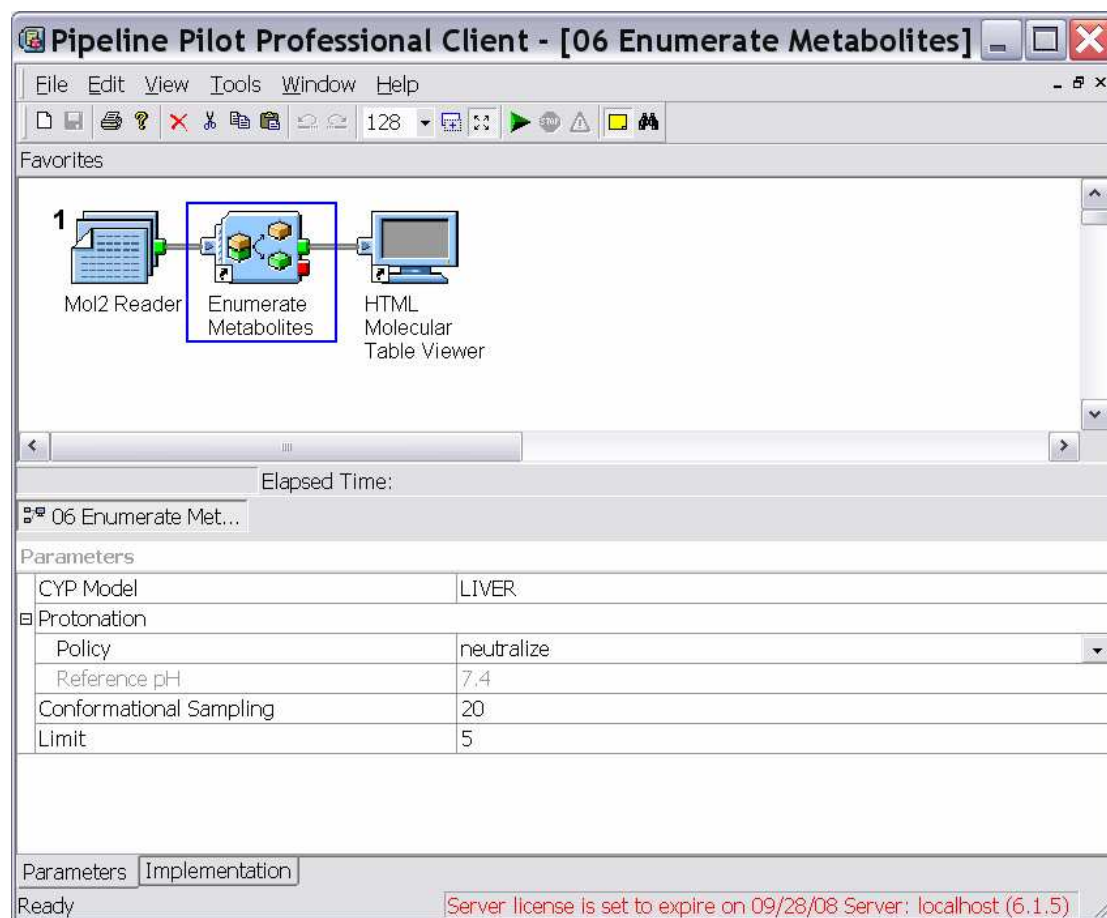 Pipeline Pilot Professional Client - [06 Enumerate Metabolites]
File Edit View Tools Window Help
128
Favorites
1
Mol2 Reader
Enumerate
Metabolites
HTML
Molecular
Table Viewer
Elapsed Time:
06 Enumerate Met...
Parameters
CYP Model LIVER
Protonation
Policy neutralize
Reference pH 7.4
Conformational Sampling 20
Limit 5
Parameters Implementation
Ready Server license is set to expire on 09/28/08 Server: localhost (6.1.5)